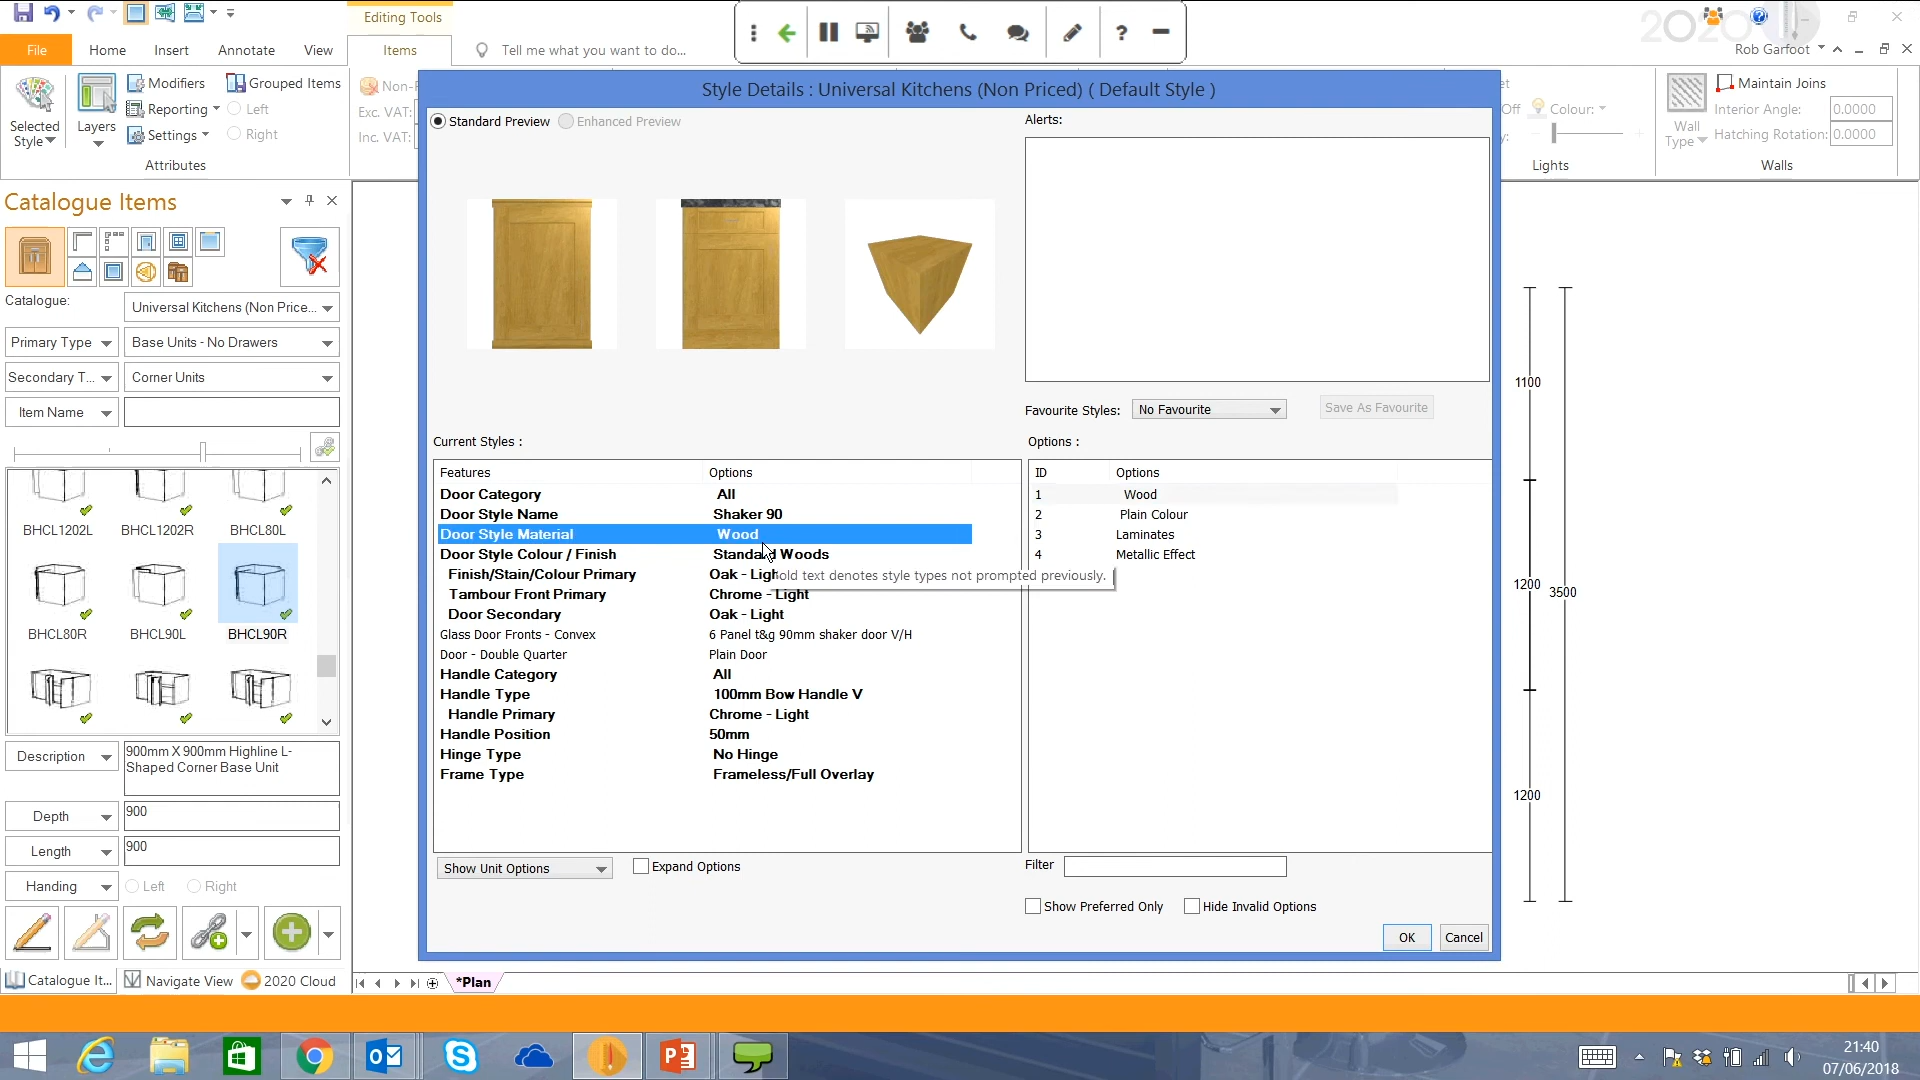 Editing Tools
2020
File
Home
Insert
Annotate
View
Items
Tell me what you want to do...
Rob Garfoot
Selected
Style
Layers
Modifiers
Reporting
Settings
Grouped Items
Left
Right
Attributes
Exc. VAT:
Inc. VAT:
Off
Colour:
Lights
Wall
Type
Maintain Joins
Interior Angle:
0.0000
Hatching Rotation:
0.0000
Walls
Style Details : Universal Kitchens (Non Priced) ( Default Style )
Standard Preview
Enhanced Preview
Alerts:
Favourite Styles:
No Favourite
Save As Favourite
Current Styles :
Options :
Features
Options
Door Category
All
Door Style Name
Shaker 90
Door Style Material
Wood
Door Style Colour / Finish
Standard Woods
Finish/Stain/Colour Primary
Oak - Light
old text denotes style types not prompted previously.
Tambour Front Primary
Chrome - Light
Door Secondary
Oak - Light
Glass Door Fronts - Convex
6 Panel t&g 90mm shaker door V/H
Door - Double Quarter
Plain Door
Handle Category
All
Handle Type
100mm Bow Handle V
Handle Primary
Chrome - Light
Handle Position
50mm
Hinge Type
No Hinge
Frame Type
Frameless/Full Overlay
ID
Options
1
Wood
2
Plain Colour
3
Laminates
4
Metallic Effect
Show Unit Options
Expand Options
Filter
Show Preferred Only
Hide Invalid Options
OK
Cancel
Catalogue Items
Catalogue:
Universal Kitchens (Non Price...
Primary Type
Base Units - No Drawers
Secondary T...
Corner Units
Item Name
BHCL1202L
BHCL1202R
BHCL80L
BHCL80R
BHCL90L
BHCL90R
Description
900mm X 900mm Highline L-
Shaped Corner Base Unit
Depth
900
Length
900
Handing
Left
Right
Catalogue It...
Navigate View
2020 Cloud
*Plan
1100
1200
3500
1200
21:40
07/06/2018